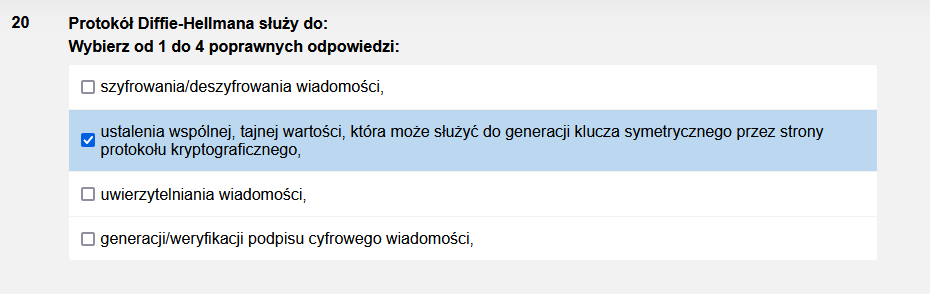 20
Protokół Diffie-Hellmana służy do:
Wybierz od 1 do 4 poprawnych odpowiedzi:
szyfrowania/deszyfrowania wiadomości,
ustalenia wspólnej, tajnej wartości, która może służyć do generacji klucza symetrycznego przez strony
protokołu kryptograficznego,
uwierzytelniania wiadomości,
generacji/weryfikacji podpisu cyfrowego wiadomości,